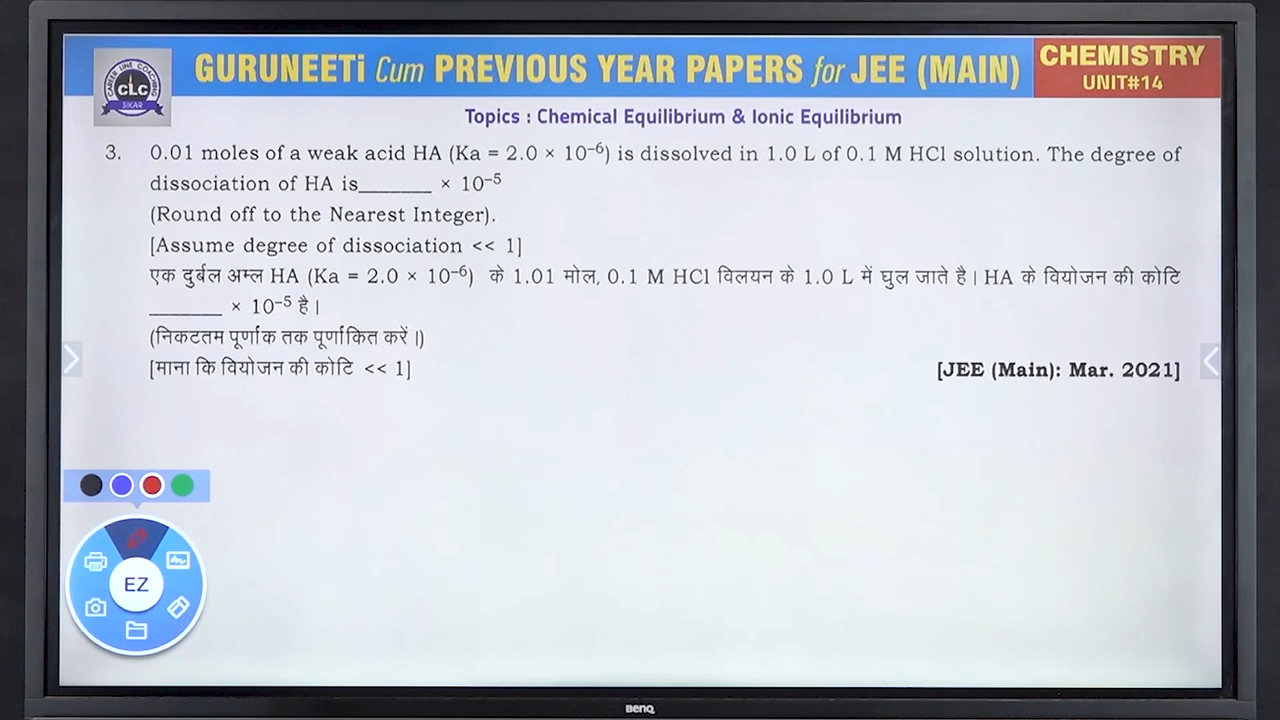 CAREER LINE COACHING
CLC
SIKAR
GURUNEETi Cum PREVIOUS YEAR PAPERS for JEE (MAIN)
CHEMISTRY
UNIT#14
Topics : Chemical Equilibrium & Ionic Equilibrium
3. 0.01 moles of a weak acid HA (Ka = 2.0 × 10⁻⁶) is dissolved in 1.0 L of 0.1 M HCl solution. The degree of
dissociation of HA is_______ × 10⁻⁵
(Round off to the Nearest Integer).
[Assume degree of dissociation << 1]
एक दुर्बल अम्ल HA (Ka = 2.0 × 10⁻⁶) के 1.01 मोल, 0.1 M HCl विलयन के 1.0 L में घुल जाते है। HA के वियोजन की कोटि
_______ × 10⁻⁵ है।
(निकटतम पूर्णांक तक पूर्णांकित करें।)
[माना कि वियोजन की कोटि << 1]
[JEE (Main): Mar. 2021]
EZ
BenQ